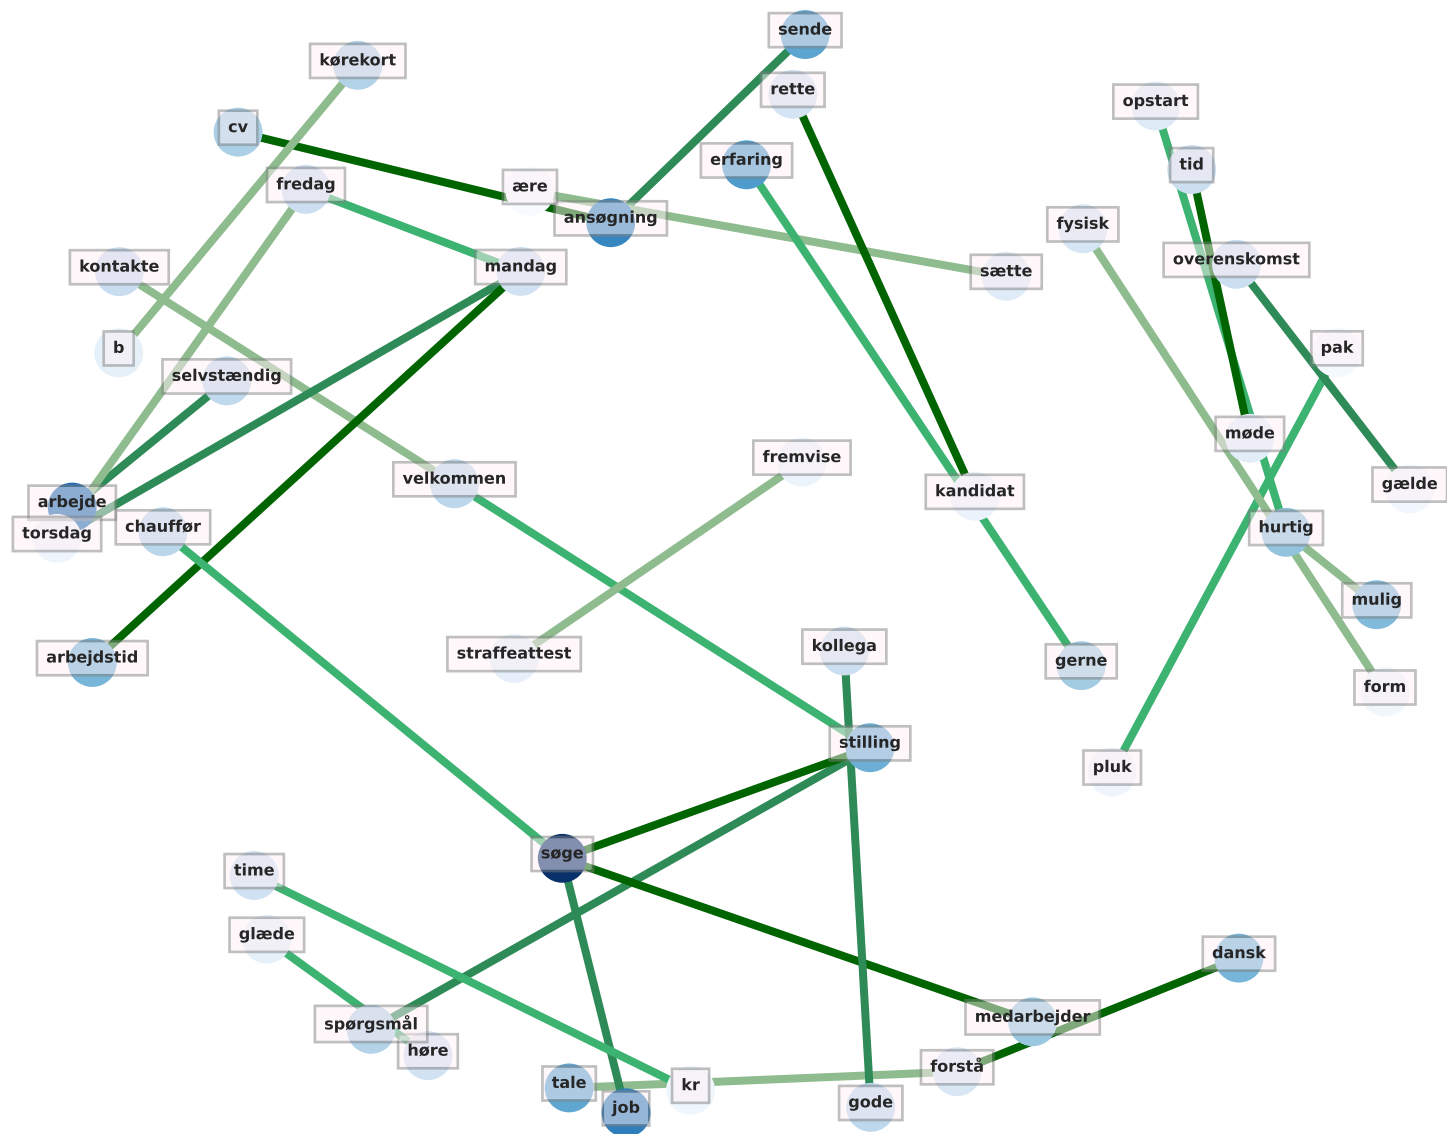 sende
kørekort
rette
opstart
cv
erfaring
tid
fredag
ære
ansøgning
fysisk
overenskomst
kontakte
mandag
sætte
b
pak
selvstændig
møde
fremvise
velkommen
gælde
kandidat
arbejde
chauffør
hurtig
torsdag
mulig
kollega
straffeattest
arbejdstid
gerne
form
stilling
pluk
søge
time
glæde
dansk
medarbejder
spørgsmål
høre
forstå
tale
kr
gode
job